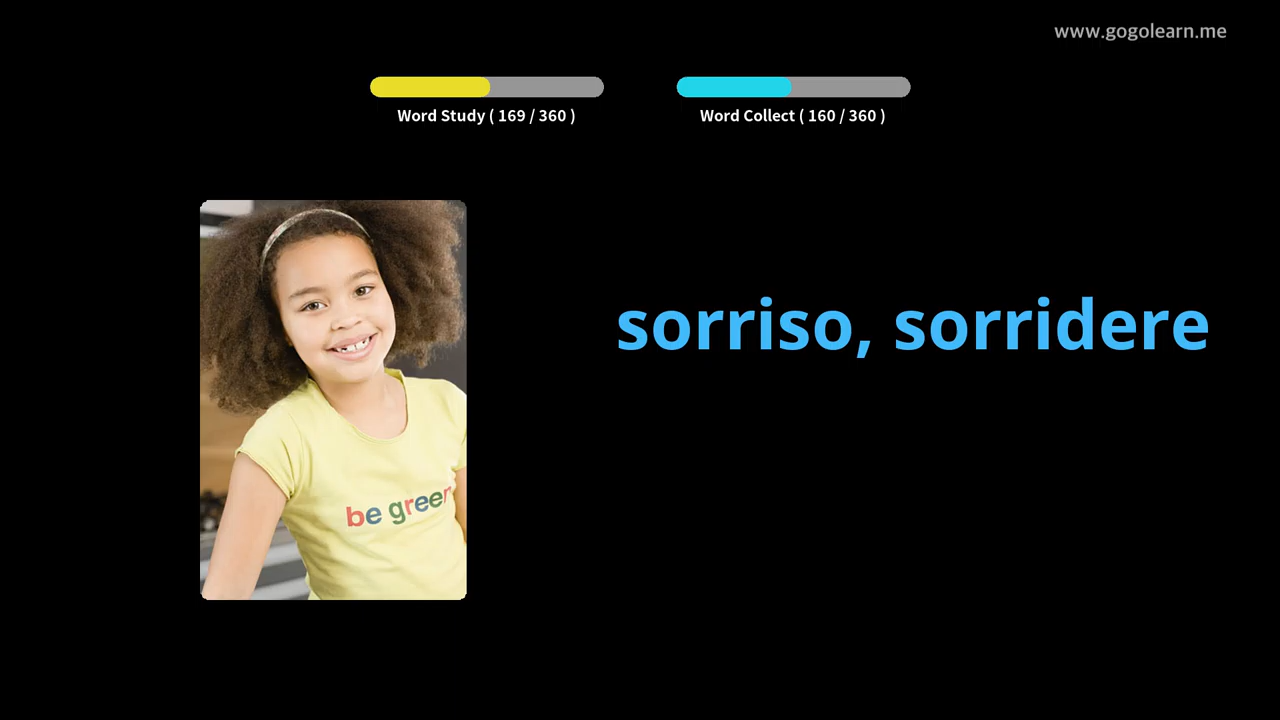 www.gogolearn.me
Word Study ( 169 / 360 )
Word Collect ( 160 / 360 )
sorriso, sorridere
be green